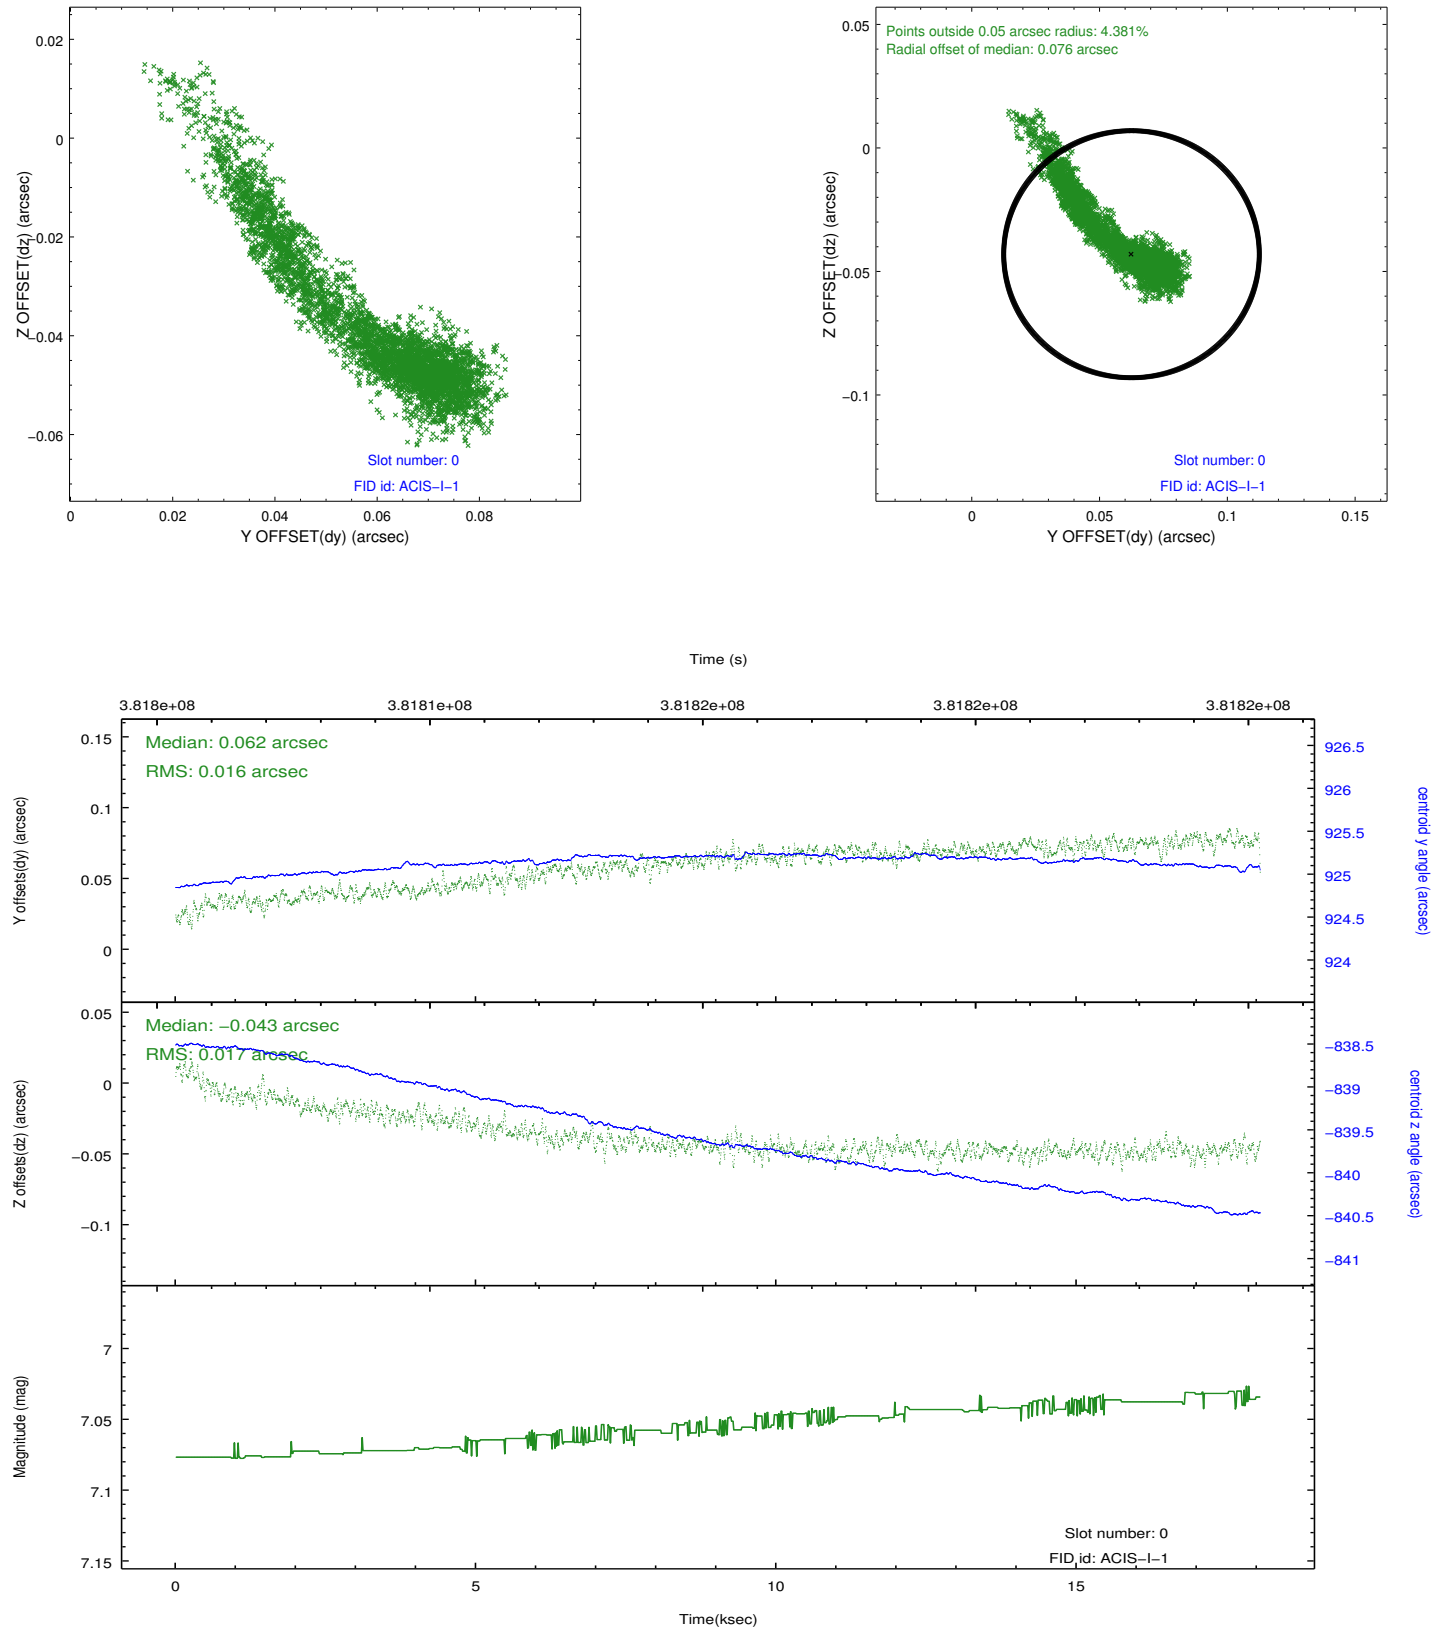 0.02
0
−0.02
−0.04
−0.06
Z OFFSET(dz) (arcsec)
Slot number: 0
FID id: ACIS−I−1
0 0.02 0.04 0.06 0.08
Y OFFSET(dy) (arcsec)
Points outside 0.05 arcsec radius: 4.381%
Radial offset of median: 0.076 arcsec
0.05
0
−0.05
−0.1
Z OFFSET(dz) (arcsec)
Slot number: 0
FID id: ACIS−I−1
0 0.05 0.1 0.15
Y OFFSET(dy) (arcsec)
Time (s)
3.818e+08 3.8181e+08 3.8182e+08 3.8182e+08 3.8182e+08
Median: 0.062 arcsec
RMS: 0.016 arcsec
0.15
0.1
0.05
0
Y offsets(dy) (arcsec)
926.5
926
925.5
925
924.5
924
centroid y angle (arcsec)
Median: −0.043 arcsec
RMS: 0.017 arcsec
0.05
0
−0.05
−0.1
Z offsets(dz) (arcsec)
−838.5
−839
−839.5
−840
−840.5
−841
centroid z angle (arcsec)
7
7.05
7.1
7.15
Magnitude (mag)
Slot number: 0
FID id: ACIS−I−1
0 5 10 15
Time(ksec)